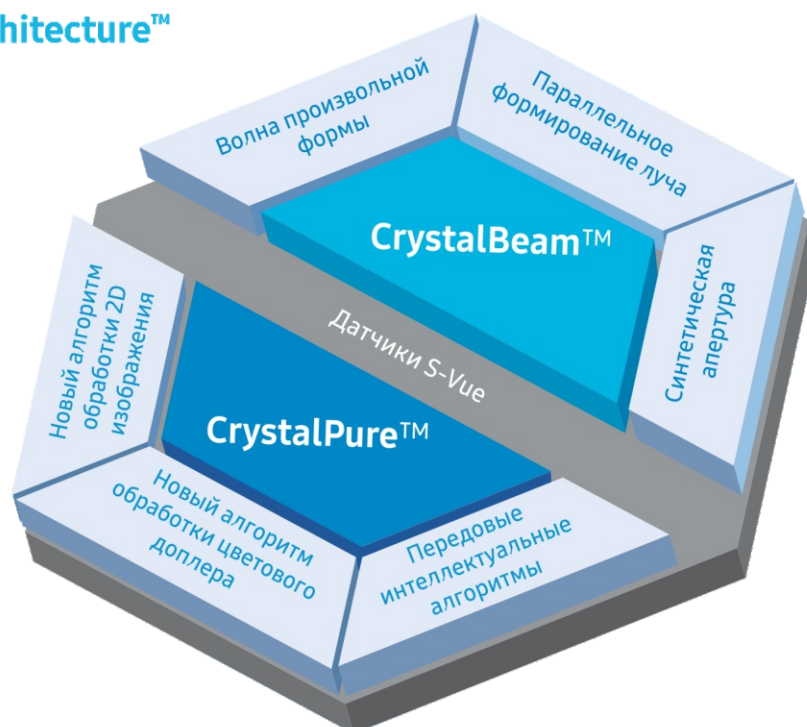 hitecture™
Волна произвольной
формы
Параллельное
формирование луча
CrystalBeam™
Синтетическая
апертура
Датчики S-Vue
Новый алгоритм
обработки 2D
изображения
CrystalPure™
Новый алгоритм
обработки цветового
доплера
Передовые
интеллектуальные
алгоритмы